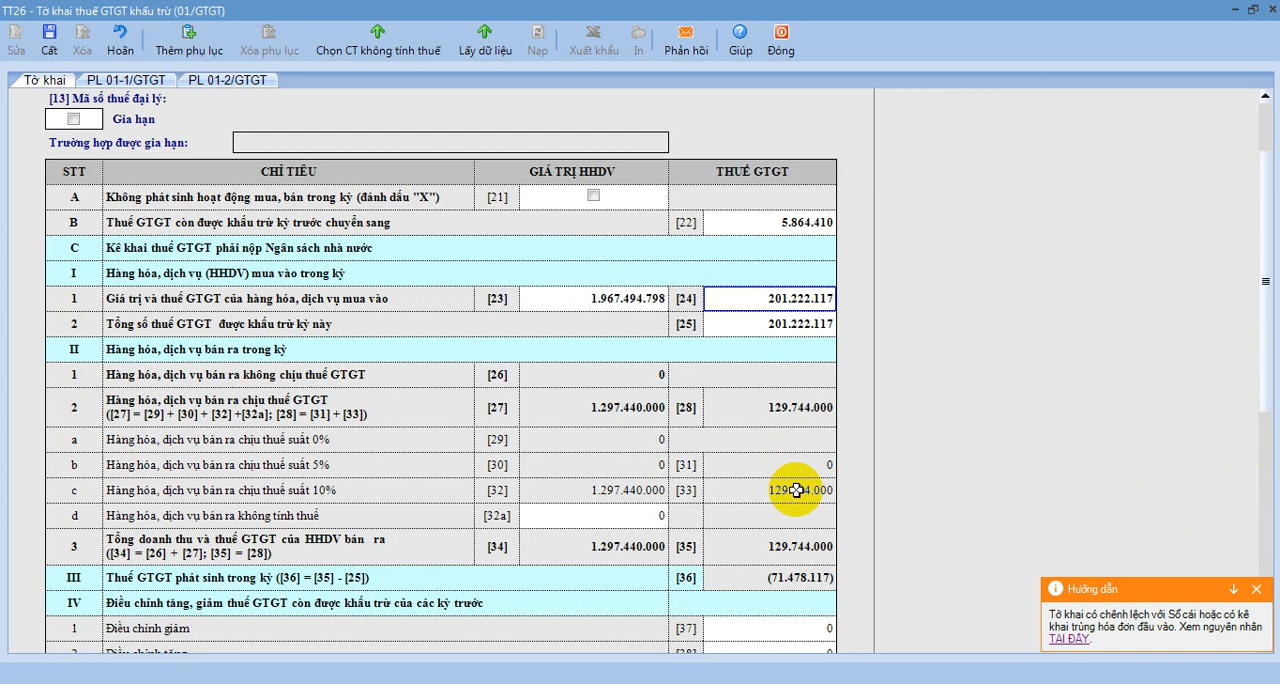 TT26 - Tờ khai thuế GTGT khấu trừ (01/GTGT)
Sửa Cất Xóa Hoãn Thêm phụ lục Xóa phụ lục Chọn CT không tính thuế Lấy dữ liệu Nạp Xuất khẩu In Phản hồi Giúp Đóng
Tờ khai PL 01-1/GTGT PL 01-2/GTGT
[13] Mã số thuế đại lý:
Gia hạn
Trường hợp được gia hạn:
STT CHỈ TIÊU GIÁ TRỊ HHDV THUẾ GTGT
A Không phát sinh hoạt động mua, bán trong kỳ (đánh dấu "X") [21]
B Thuế GTGT còn được khấu trừ kỳ trước chuyển sang [22] 5.864.410
C Kê khai thuế GTGT phải nộp Ngân sách nhà nước
I Hàng hóa, dịch vụ (HHDV) mua vào trong kỳ
1 Giá trị và thuế GTGT của hàng hóa, dịch vụ mua vào [23] 1.967.494.798 [24] 201.222.117
2 Tổng số thuế GTGT được khấu trừ kỳ này [25] 201.222.117
II Hàng hóa, dịch vụ bán ra trong kỳ
1 Hàng hóa, dịch vụ bán ra không chịu thuế GTGT [26] 0
2 Hàng hóa, dịch vụ bán ra chịu thuế GTGT [27] 1.297.440.000 [28] 129.744.000
([27] = [29] + [30] + [32] +[32a]; [28] = [31] + [33])
a Hàng hóa, dịch vụ bán ra chịu thuế suất 0% [29] 0
b Hàng hóa, dịch vụ bán ra chịu thuế suất 5% [30] 0 [31] 0
c Hàng hóa, dịch vụ bán ra chịu thuế suất 10% [32] 1.297.440.000 [33]
d Hàng hóa, dịch vụ bán ra không tính thuế [32a] 0
3 Tổng doanh thu và thuế GTGT của HHDV bán ra [34] 1.297.440.000 [35] 129.744.000
([34] = [26] + [27]; [35] = [28])
III Thuế GTGT phát sinh trong kỳ ([36] = [35] - [25]) [36] (71.478.117)
IV Điều chỉnh tăng, giảm thuế GTGT còn được khấu trừ của các kỳ trước
1 Điều chỉnh giảm [37] 0
Hướng dẫn
Tờ khai có chênh lệch với Sổ cái hoặc có kê
khai trùng hóa đơn đầu vào. Xem nguyên nhân
TẠI ĐÂY.